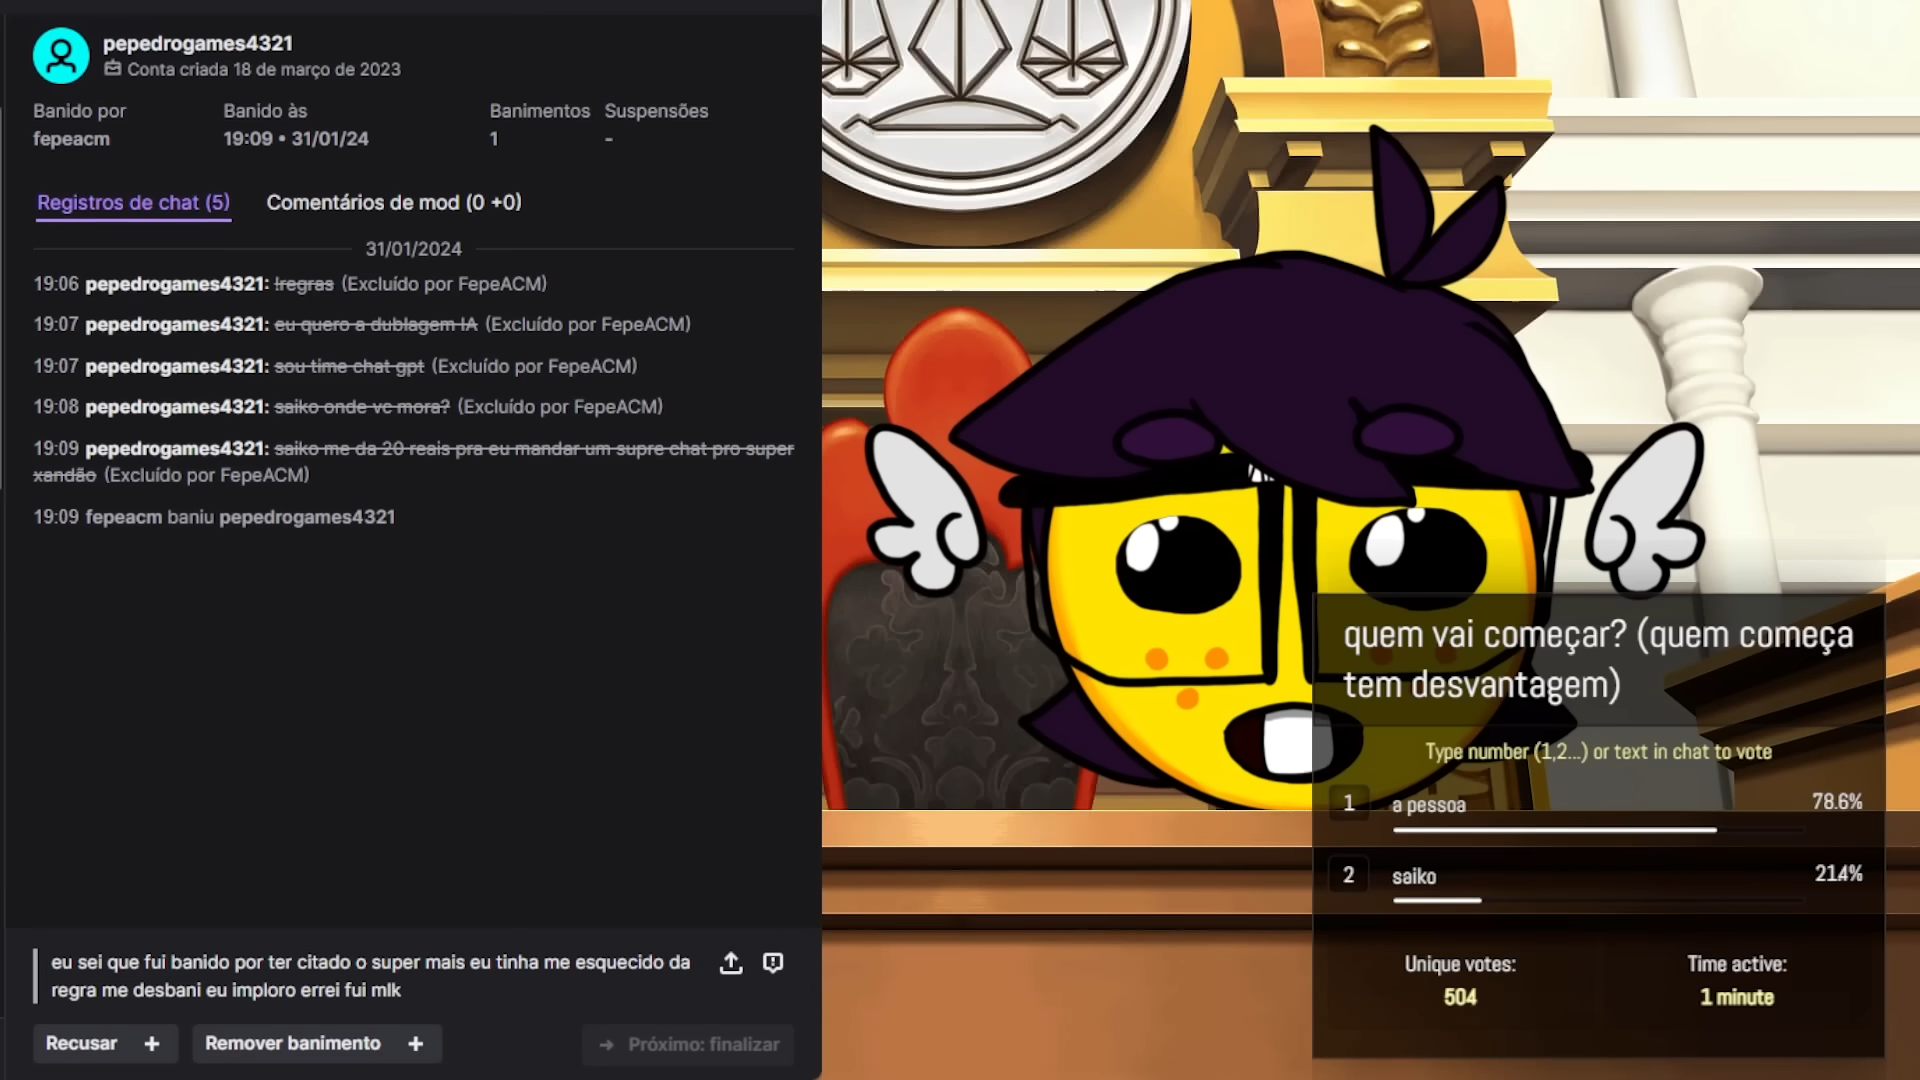 pepedrogames4321
Conta criada 18 de março de 2023
Banido por
fepeacm
Banido às
19:09 • 31/01/24
Banimentos
1
Suspensões
-
Registros de chat (5)
Comentários de mod (0 +0)
31/01/2024
19:06 pepedrogames4321: !regras (Excluído por FepeACM)
19:07 pepedrogames4321: eu quero a dublagem IA (Excluído por FepeACM)
19:07 pepedrogames4321: sou time chat gpt (Excluído por FepeACM)
19:08 pepedrogames4321: saiko onde vc mora? (Excluído por FepeACM)
19:09 pepedrogames4321: saiko me da 20 reais pra eu mandar um supre chat pro super
xandão (Excluído por FepeACM)
19:09 fepeacm baniu pepedrogames4321
eu sei que fui banido por ter citado o super mais eu tinha me esquecido da
regra me desbani eu imploro errei fui mlk
Recusar +
Remover banimento +
→ Próximo: finalizar
quem vai começar? (quem começa
tem desvantagem)
Type number (1,2...) or text in chat to vote
1 a pessoa 78.6%
2 saiko 21.4%
Unique votes:
504
Time active:
1 minute